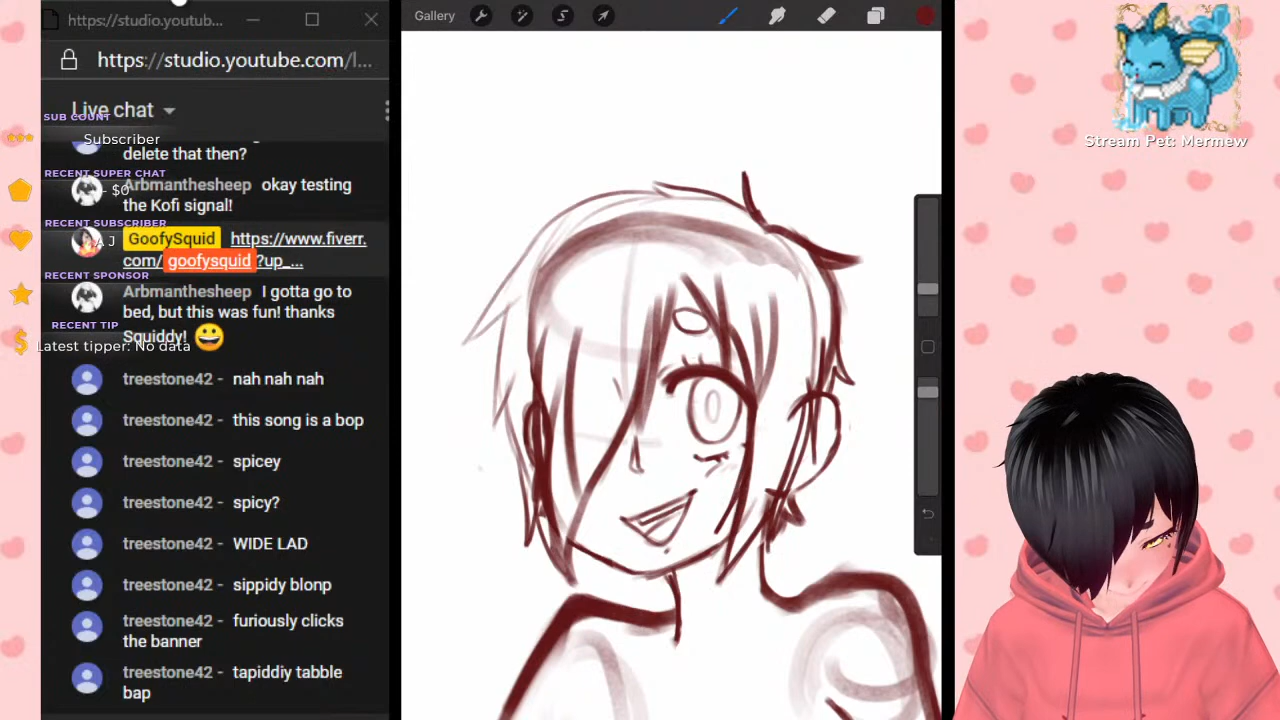 https://studio.youtub...
https://studio.youtube.com/l...
Live chat
SUB COUNT
Subscriber
delete that then?
RECENT SUPER CHAT
- $0
Arbmanthesheep okay testing
the Kofi signal!
RECENT SUBSCRIBER
A J
GoofySquid https://www.fiverr.
com/goofysquid?up_...
RECENT SPONSOR
Arbmanthesheep I gotta go to
bed, but this was fun! thanks
Squiddy!
RECENT TIP
Latest tipper: No data
treestone42 - nah nah nah
treestone42 - this song is a bop
treestone42 - spicey
treestone42 - spicy?
treestone42 - WIDE LAD
treestone42 - sippidy blonp
treestone42 - furiously clicks
the banner
treestone42 - tapiddiy tabble
bap
Gallery
Stream Pet: Mermew